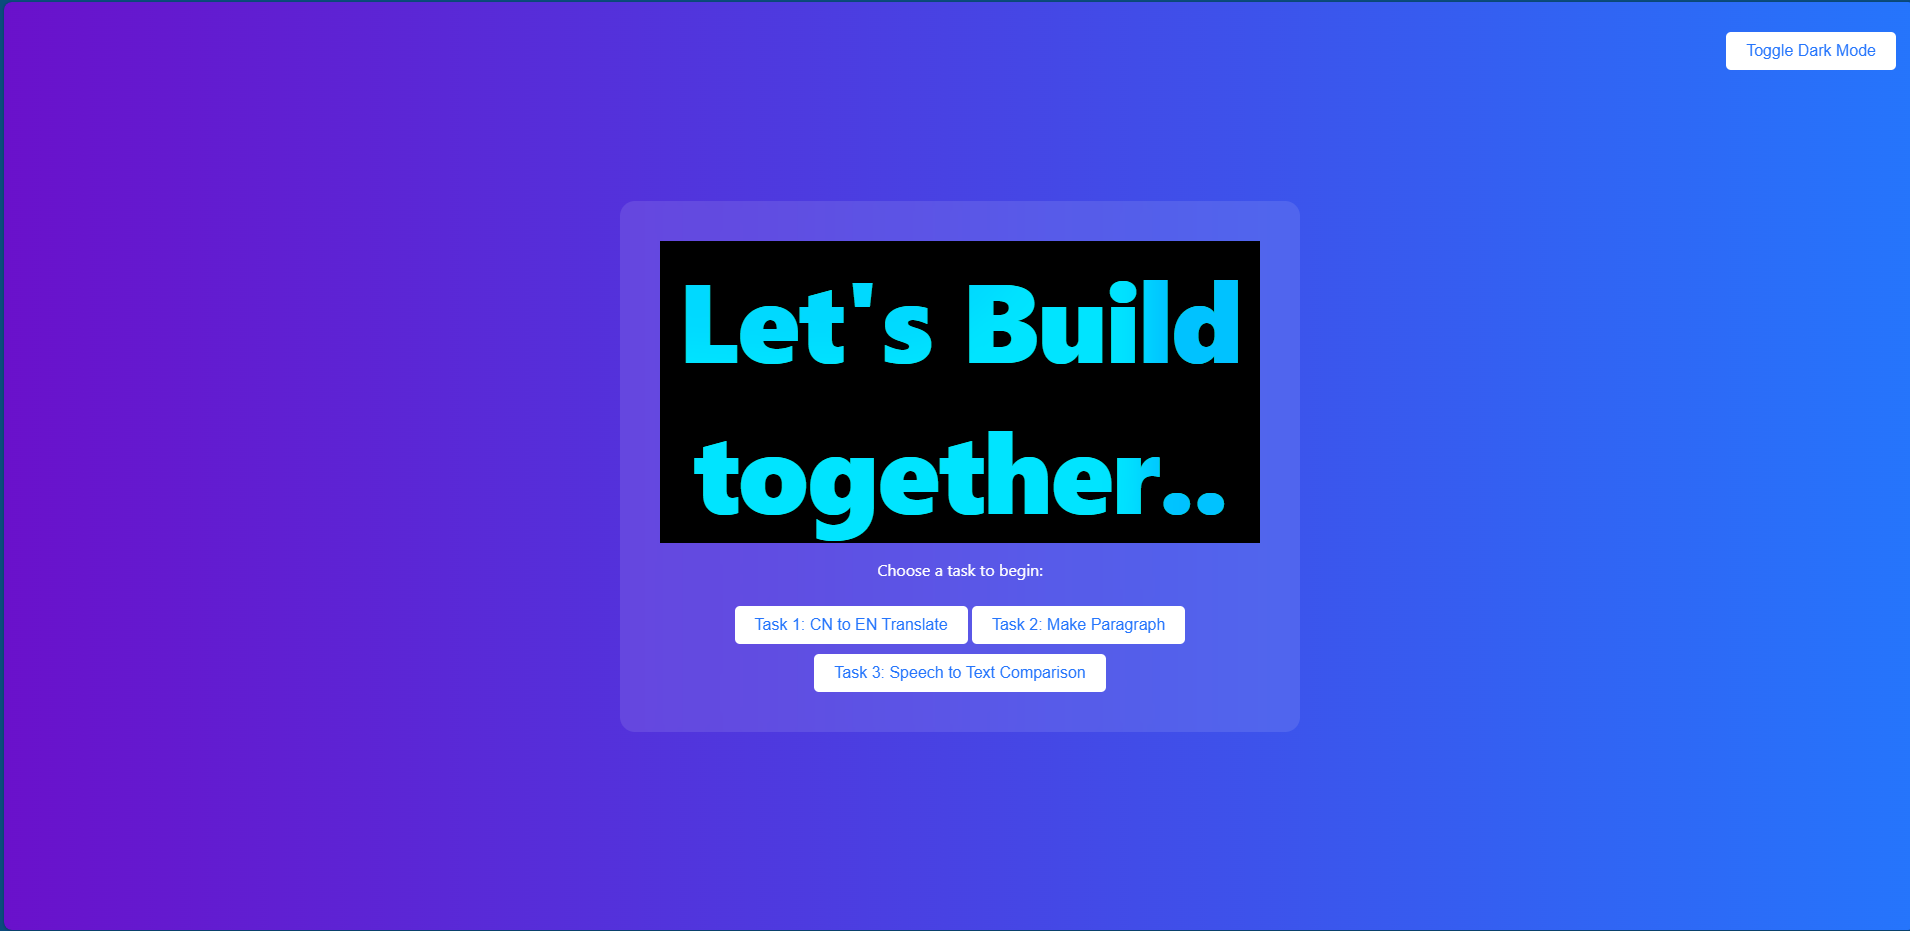 Toggle Dark Mode
Let's Build
together..
Choose a task to begin:
Task 1: CN to EN Translate
Task 2: Make Paragraph
Task 3: Speech to Text Comparison